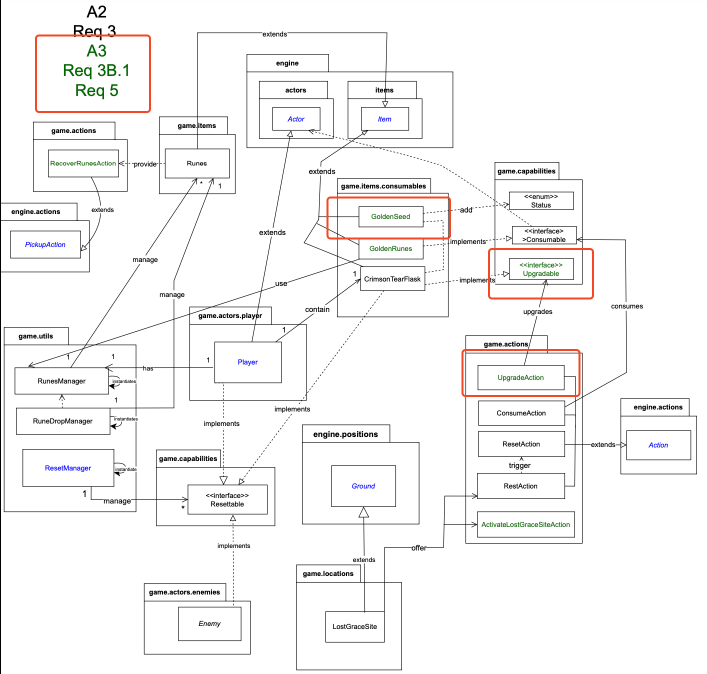 A2
Req 3
A3
Req 3B.1
Req 5
extends
engine
actors
items
Actor
Item
game.actions
RecoverRunesAction
game.items
Runes
provide
*
1
extends
engine.actions
PickupAction
extends
game.items.consumables
GoldenSeed
GoldenRunes
CrimsonTearFlask
add
implements
implements
game.capabilities
<<enum>>
Status
<<interface>
>Consumable
<<interface>>
Upgradable
manage
manage
extends
use
1
contain
1
upgrades
consumes
game.utils
1
1
RunesManager
instantiates
has
1
game.actors.player
Player
1
RuneDropManager
instantiates
ResetManager
instantiate
1
manage
*
implements
implements
game.capabilities
<<interface>>
Resettable
implements
game.actors.enemies
Enemy
engine.positions
Ground
extends
game.locations
LostGraceSite
offer
game.actions
UpgradeAction
ConsumeAction
ResetAction
trigger
RestAction
ActivateLostGraceSiteAction
extends
engine.actions
Action